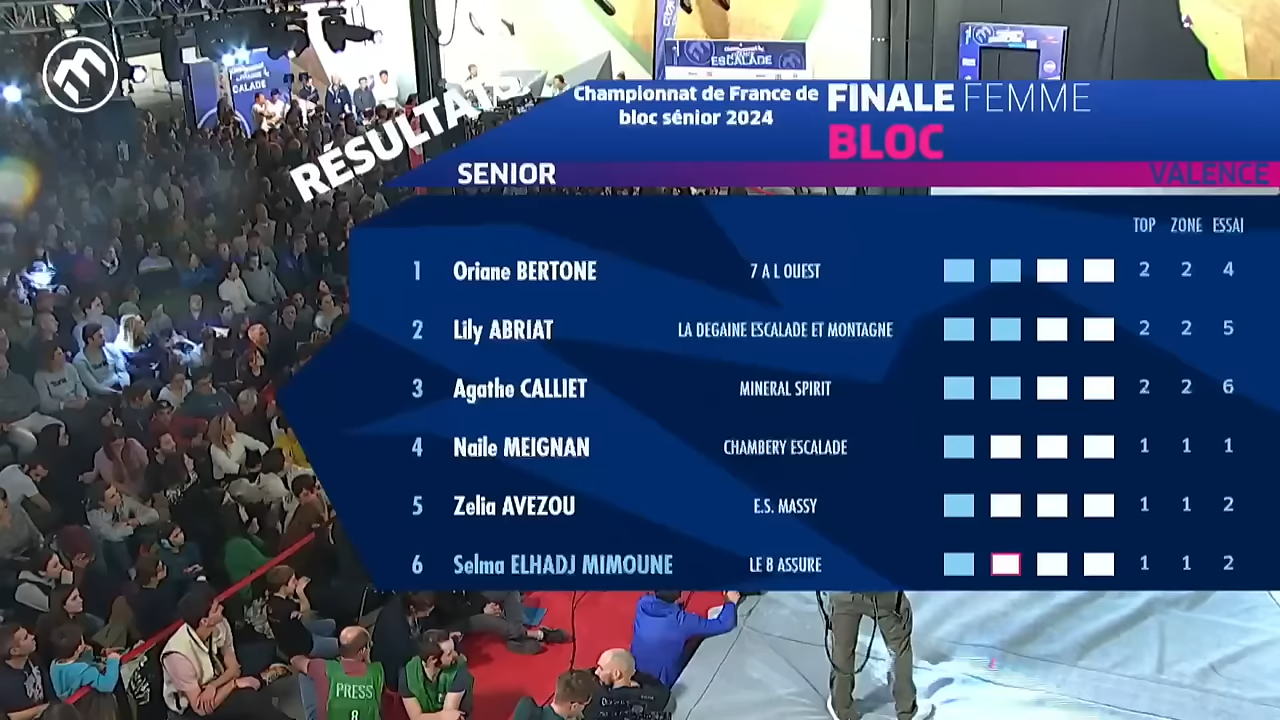 ESCALADE
CALADE
RÉSULTATS
Championnat de France de
bloc sénior 2024
FINALE FEMME
BLOC
SENIOR
VALENCE
TOP ZONE ESSAI
1 Oriane BERTONE 7 A L OUEST 2 2 4
2 Lily ABRIAT LA DEGAINE ESCALADE ET MONTAGNE 2 2 5
3 Agathe CALLIET MINERAL SPIRIT 2 2 6
4 Naile MEIGNAN CHAMBERY ESCALADE 1 1 1
5 Zelia AVEZOU E.S. MASSY 1 1 2
6 Selma ELHADJ MIMOUNE LE 8 ASSURE 1 1 2
PRESS
8